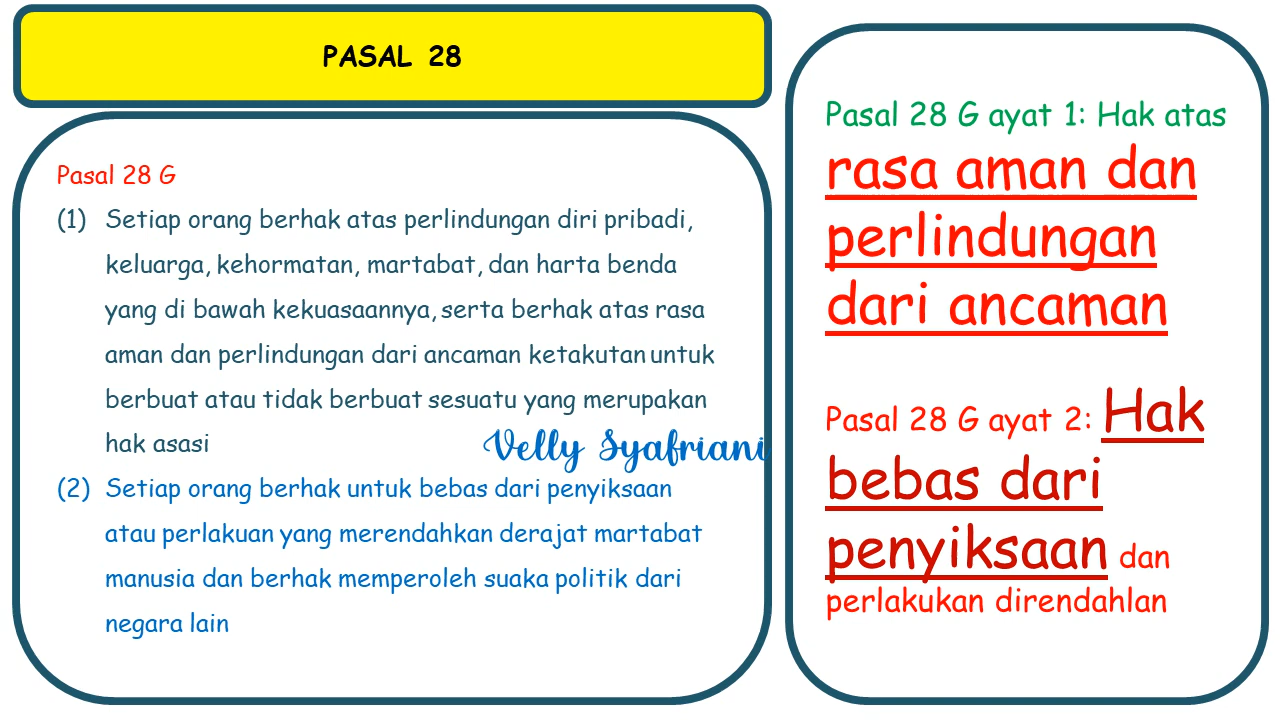 PASAL 28
Pasal 28 G
(1) Setiap orang berhak atas perlindungan diri pribadi,
keluarga, kehormatan, martabat, dan harta benda
yang di bawah kekuasaannya, serta berhak atas rasa
aman dan perlindungan dari ancaman ketakutan untuk
berbuat atau tidak berbuat sesuatu yang merupakan
hak asasi
Velly Syafriani
(2) Setiap orang berhak untuk bebas dari penyiksaan
atau perlakuan yang merendahkan derajat martabat
manusia dan berhak memperoleh suaka politik dari
negara lain
Pasal 28 G ayat 1: Hak atas
rasa aman dan
perlindungan
dari ancaman
Pasal 28 G ayat 2: Hak
bebas dari
penyiksaan dan
perlakukan direndahlan